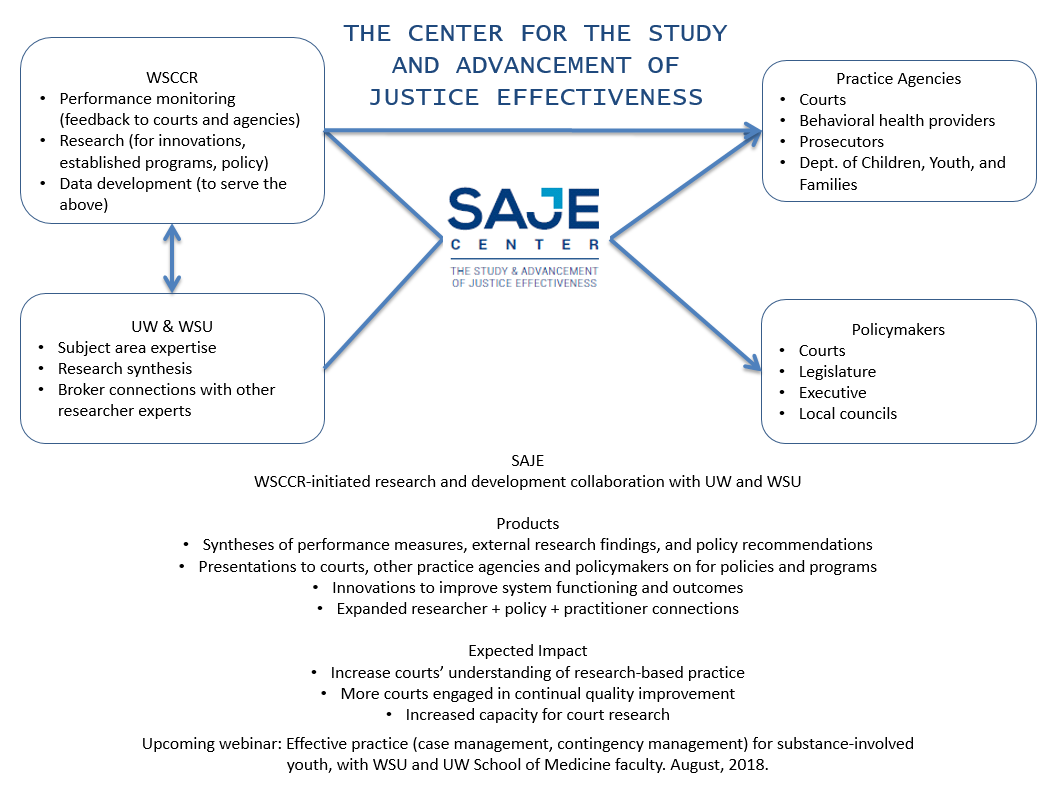 THE CENTER FOR THE STUDY
AND ADVANCEMENT OF
JUSTICE EFFECTIVENESS
WSCCR
• Performance monitoring
(feedback to courts and agencies)
• Research (for innovations,
established programs, policy)
• Data development (to serve the
above)
Practice Agencies
• Courts
• Behavioral health providers
• Prosecutors
• Dept. of Children, Youth, and
Families
SAJE
CENTER
THE STUDY & ADVANCEMENT
OF JUSTICE EFFECTIVENESS
UW & WSU
• Subject area expertise
• Research synthesis
• Broker connections with other
researcher experts
Policymakers
• Courts
• Legislature
• Executive
• Local councils
SAJE
WSCCR-initiated research and development collaboration with UW and WSU
Products
• Syntheses of performance measures, external research findings, and policy recommendations
• Presentations to courts, other practice agencies and policymakers on for policies and programs
• Innovations to improve system functioning and outcomes
• Expanded researcher + policy + practitioner connections
Expected Impact
• Increase courts’ understanding of research-based practice
• More courts engaged in continual quality improvement
• Increased capacity for court research
Upcoming webinar: Effective practice (case management, contingency management) for substance-involved
youth, with WSU and UW School of Medicine faculty. August, 2018.